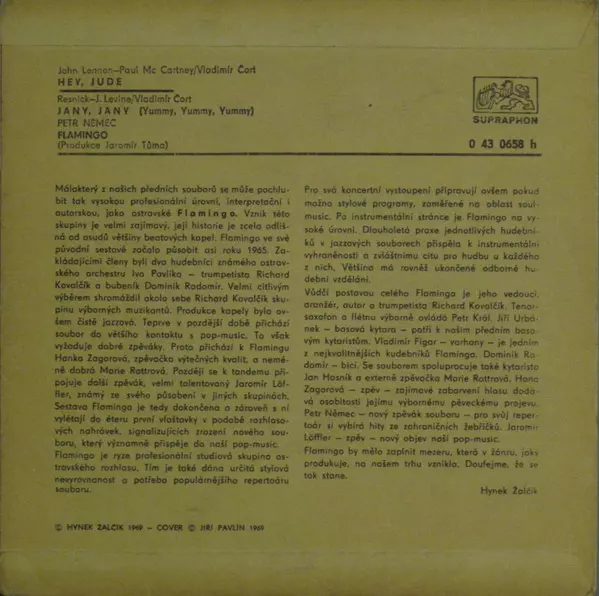 John Lennon—Paul Mc Cartney/Vladimír Čort
HEY, JUDE
Resnick—J. Levine/Vladimír Čort
JANY, JANY (Yummy, Yummy, Yummy)
PETR NĚMEC
FLAMINGO
(Produkce Jaromír Tůma)
SUPRAPHON
0 43 0658 h
Málokterý z našich předních souborů se může pochlu-
bit tak vysokou profesionální úrovní, interpretační i
autorskou, jako ostravské Flamingo. Vznik této
skupiny je velmi zajímavý, její historie je zcela odliš-
ná od osudů většiny beatových kapel. Flamingo ve své
původní sestavě začalo působit asi roku 1965. Za-
kládajícími členy byli dva hudebníci známého ostrav-
ského orchestru Ivo Pavlíka — trumpetista Richard
Kovalčík a bubeník Dominik Radomír. Velmi citlivým
výběrem shromáždil okolo sebe Richard Kovalčík sku-
pinu výborných muzikantů. Produkce kapely bylo ov-
šem čistě jazzová. Teprve v pozdější době přichází
soubor do většího kontaktu s pop-music. To však
vyžaduje dobré zpěváky. Proto přichází k Flamingu
Hanka Zagorová, zpěvačka výtečných kvalit, a nemé-
ně dobrá Marie Rottrová. Později se k tandemu při-
pojuje další zpěvák, velmi talentovaný Jaromír Löf-
fler, známý ze svého působení v jiných skupinách.
Sestava Flaminga je tedy dokončena a zároveň s ní
vylétají do éteru první vlaštovky v podobě rozhlaso-
vých nahrávek, signalizujících zrození nového sou-
boru, který významně přispěje do naší pop-music.
Flamingo je ryze profesionální studiová skupina os-
travského rozhlasu. Tím je také dána určitá stylová
nevyrovnanost a potřeba populárnějšího repertoáru
souboru.
Pro svá koncertní vystoupení připravují ovšem pokud
možno stylové programy, zaměřené na oblast soul-
music. Po instrumentální stránce je Flamingo na vy-
soké úrovni. Dlouholetá praxe jednotlivých hudební-
ků v jazzových souborech přispěla k instrumentální
vyhraněnosti a zvláštnímu citu pro hudbu u každého
z nich. Většina má rovněž ukončené odborné hu-
dební vzdělání.
Vůdčí postavou celého Flaminga je jeho vedoucí,
aranžér, autor a trumpetista Richard Kovalčík. Tenor-
saxofon a flétnu výborně ovládá Petr Král. Jiří Urbá-
nek — basová kytara — patří k našim předním baso-
vým kytaristům. Vladimír Figar — varhany — je jedním
z nejkvalitnějších hudebníků Flaminga. Dominik Ra-
domír — bicí. Se souborem spolupracuje také kytarista
Jan Hasník a externě zpěvačka Marie Rottrová. Hana
Zagorová — zpěv — zajímavé zabarvení hlasu dodá-
vá osobitosti jejímu výbornému pěveckému projevu.
Petr Němec — nový zpěvák souboru — pro svůj reper-
toár si vybírá hity ze zahraničních žebříčků. Jaromír
Löffler — zpěv — nový objev naší pop-music.
Flamingo by mělo zaplnit mezeru, která v žánru, jaký
produkuje, na našem trhu vznikla. Doufejme, že se
tak stane.
Hynek Žalčík
© HYNEK ŽALČÍK 1969 — COVER © JIŘÍ PAVLÍN 1969